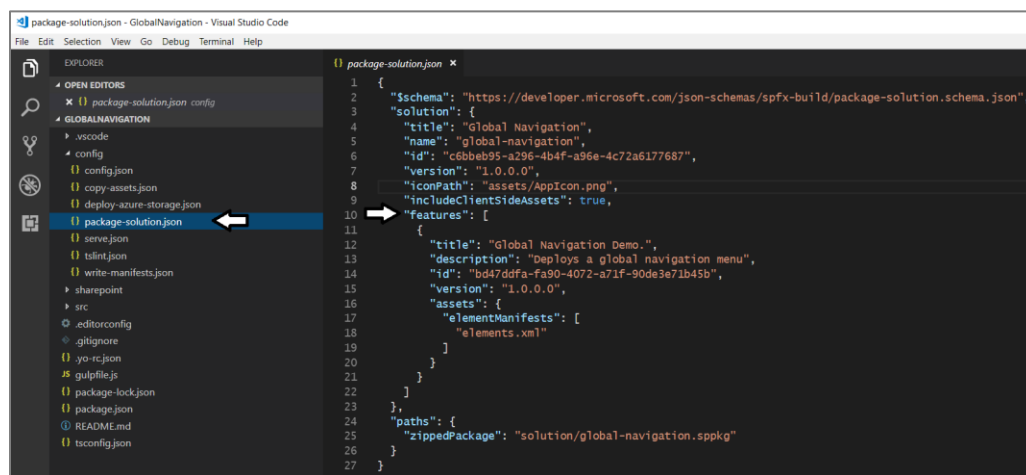 package-solution.json - GlobalNavigation - Visual Studio Code
File Edit Selection View Go Debug Terminal Help
EXPLORER
OPEN EDITORS
{} package-solution.json config
GLOBALNAVIGATION
.vscode
config
{} config.json
{} copy-assets.json
{} deploy-azure-storage.json
{} package-solution.json
{} serve.json
{} tslint.json
{} write-manifests.json
sharepoint
src
.editorconfig
.gitignore
{} .yo-rc.json
JS gulpfile.js
{} package-lock.json
{} package.json
README.md
{} tsconfig.json
{} package-solution.json
1 {
2 "$schema": "https://developer.microsoft.com/json-schemas/spfx-build/package-solution.schema.json"
3 "solution": {
4 "title": "Global Navigation",
5 "name": "global-navigation",
6 "id": "c6bbeb95-a296-4b4f-a96e-4c72a6177687",
7 "version": "1.0.0.0",
8 "iconPath": "assets/AppIcon.png",
9 "includeClientSideAssets": true,
10 "features": [
11 {
12 "title": "Global Navigation Demo.",
13 "description": "Deploys a global navigation menu",
14 "id": "bd47ddfa-fa90-4072-a71f-90de3e71b45b",
15 "version": "1.0.0.0",
16 "assets": {
17 "elementManifests": [
18 "elements.xml"
19 ]
20 }
21 }
22 ]
23 },
24 "paths": {
25 "zippedPackage": "solution/global-navigation.sppkg"
26 }
27 }